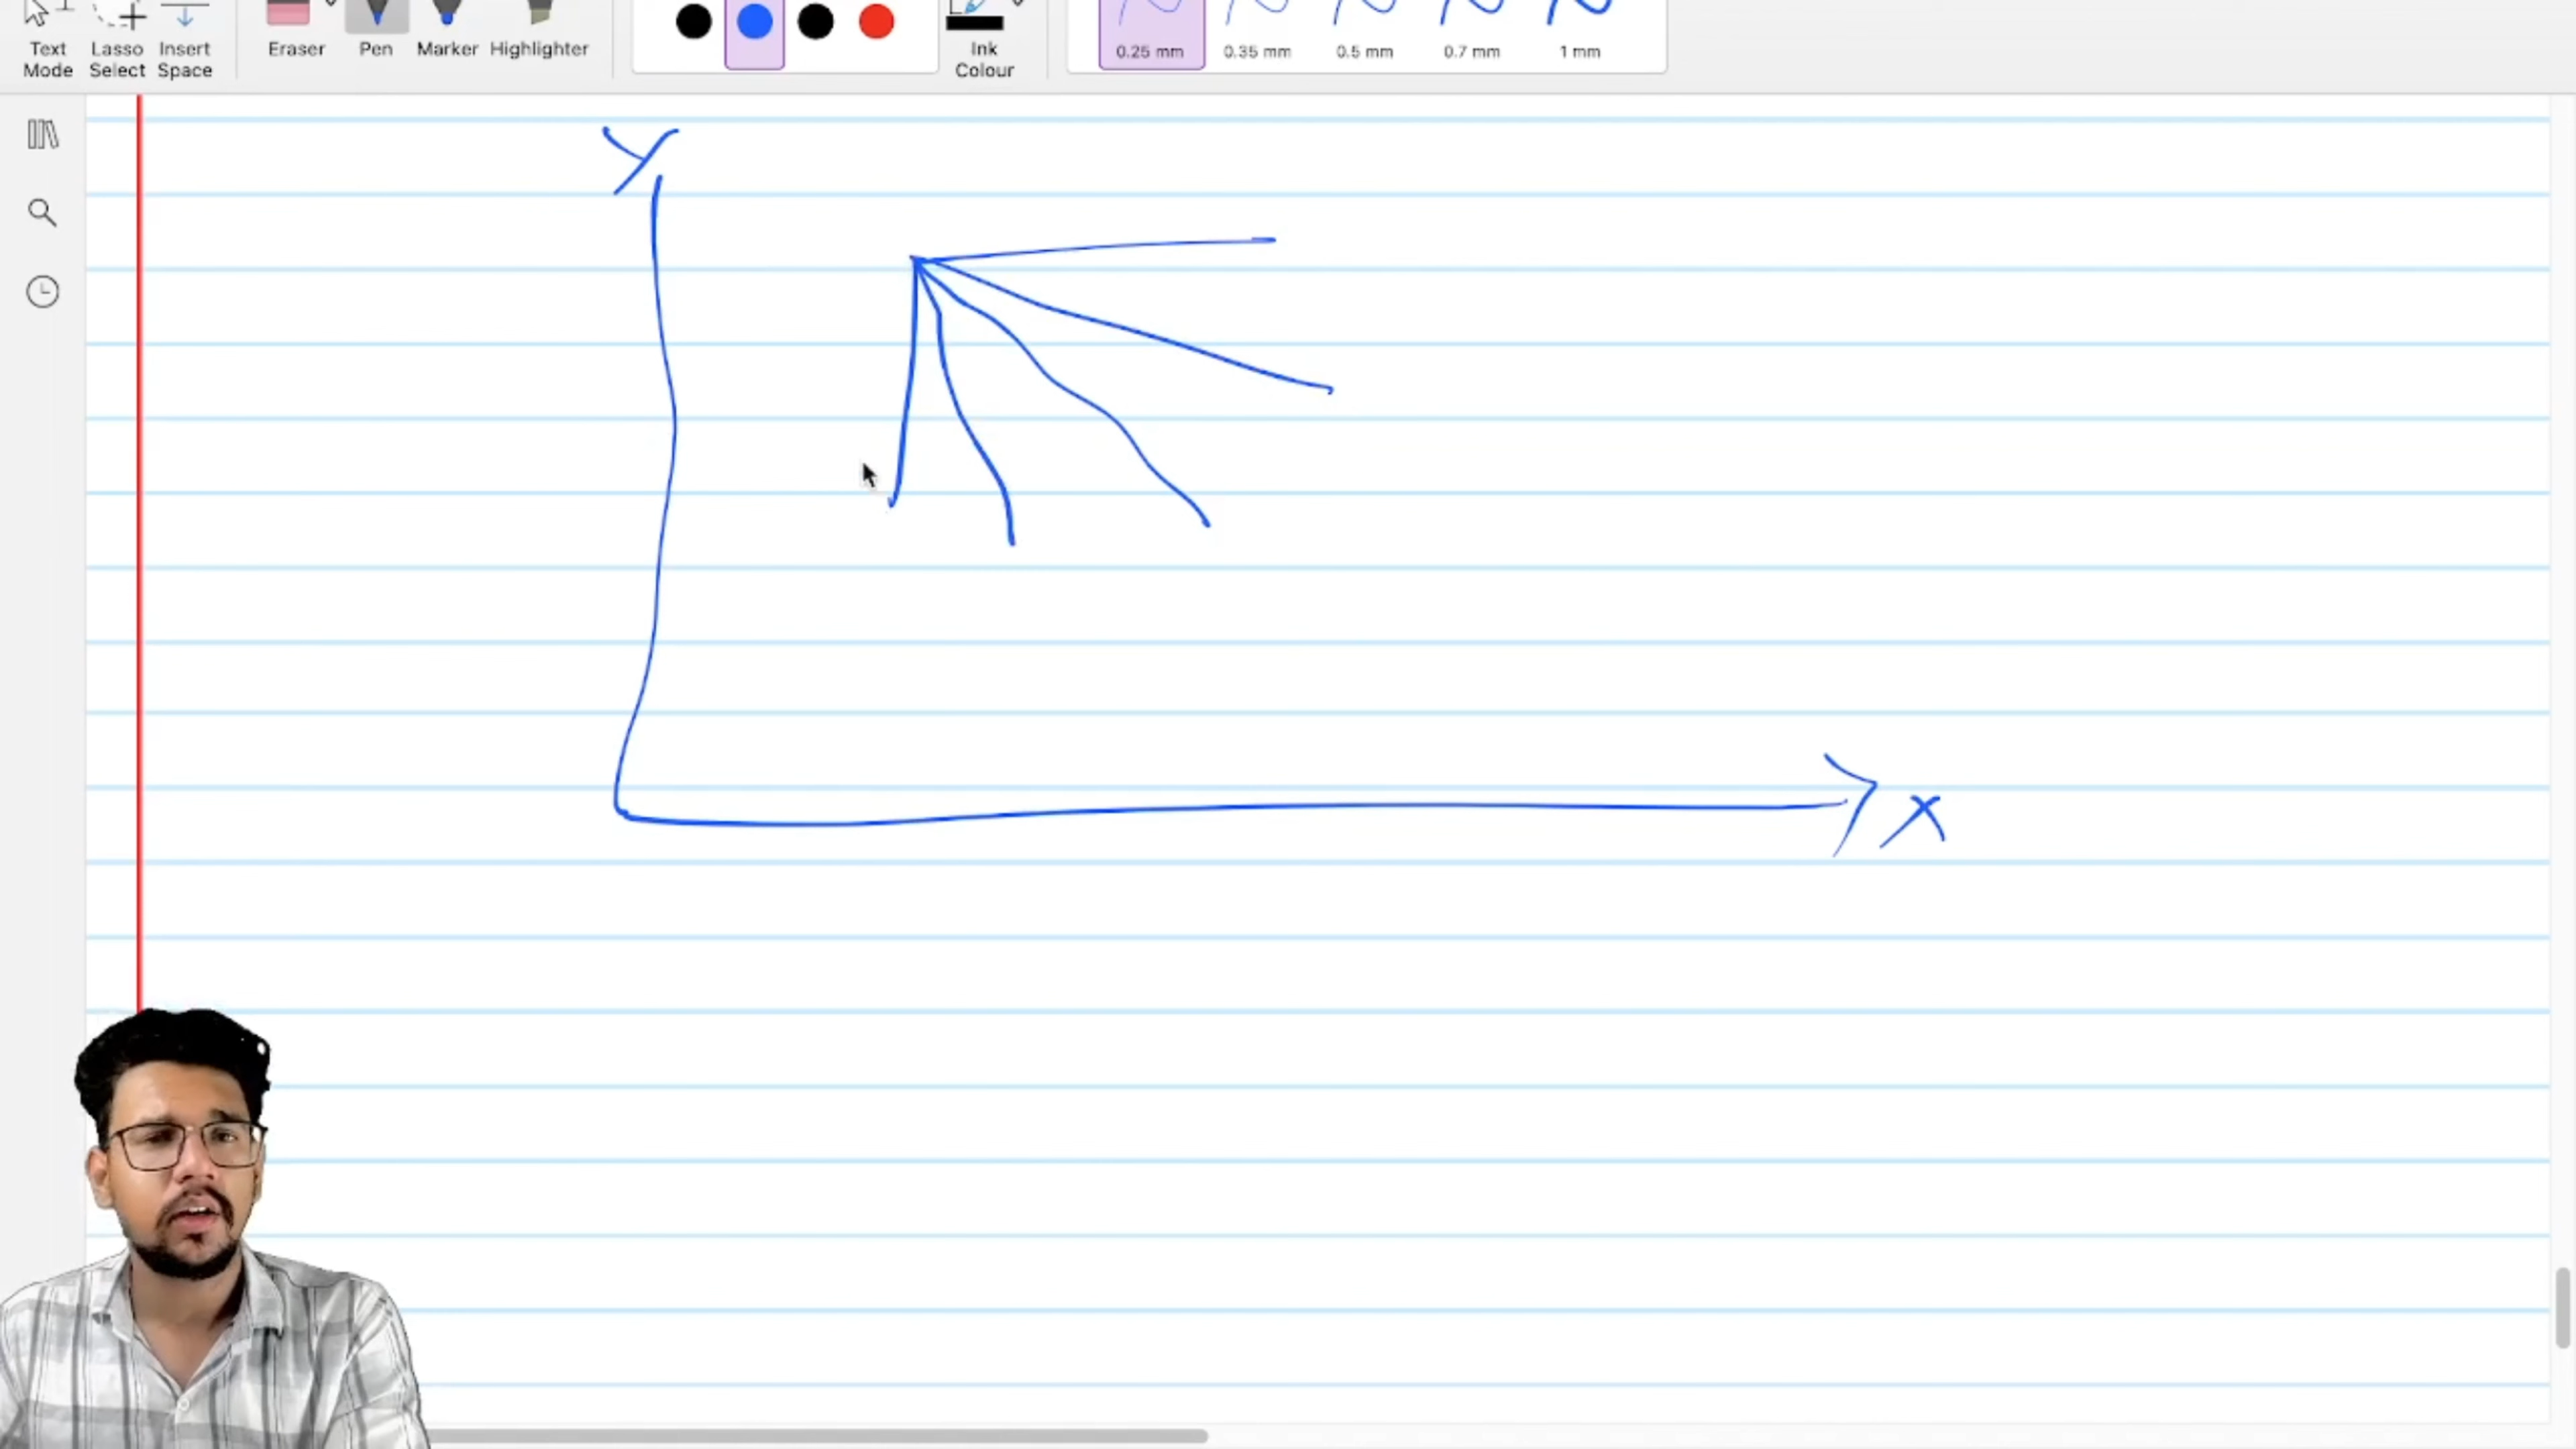 Text Mode
Lasso Select
Insert Space
Eraser
Pen
Marker
Highlighter
Ink Colour
0.25 mm
0.35 mm
0.5 mm
0.7 mm
1 mm
Y
X